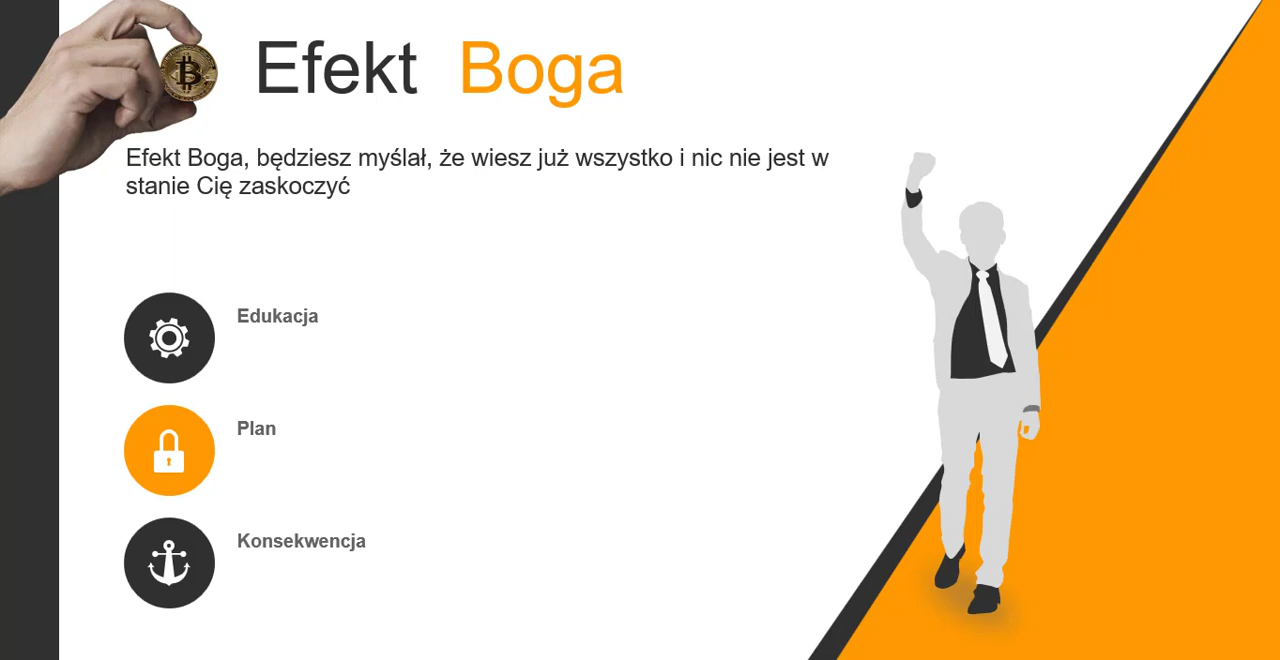 Efekt Boga
Efekt Boga, będziesz myślał, że wiesz już wszystko i nic nie jest w
stanie Cię zaskoczyć
Edukacja
Plan
Konsekwencja